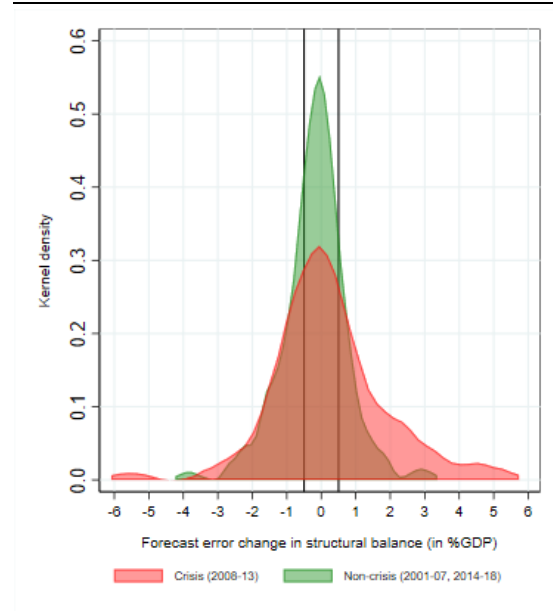 0.6
0.5
0.4
0.3
0.2
0.1
0.0
Kernel density
-6 -5 -4 -3 -2 -1 0 1 2 3 4 5 6
Forecast error change in structural balance (in %GDP)
Crisis (2008-13) Non-crisis (2001-07, 2014-18)